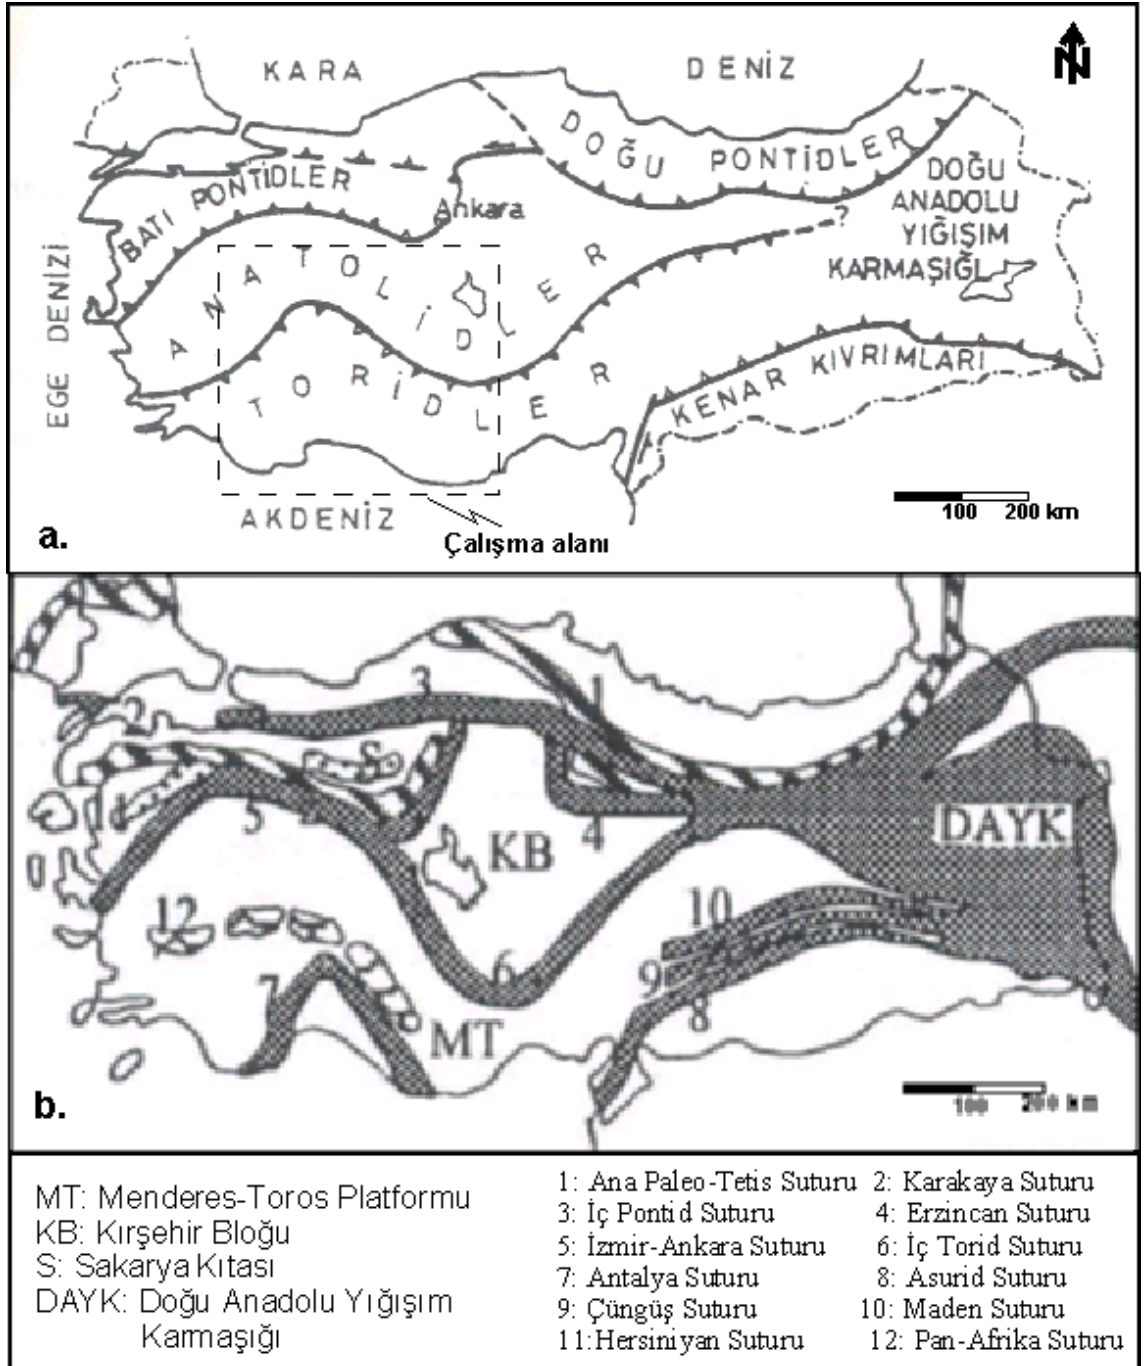 N
KARA DENİZ
DOĞU PONTİDLER
BATI PONTİDLER
Ankara
DOĞU
ANADOLU
YIĞIŞIM
KARMAŞIĞI
?
EGE DENİZİ
ANATOLİDLER
TORİDLER
KENAR KIVRIMLARI
AKDENİZ
Çalışma alanı
100 200 km
a.
1
2
3
S
11
5
4
KB
DAYK
12
10
7
6
9
8
MT
b.
100 200 km
MT: Menderes-Toros Platformu
KB: Kırşehir Bloğu
S: Sakarya Kıtası
DAYK: Doğu Anadolu Yığışım
Karmaşığı
1: Ana Paleo-Tetis Suturu 2: Karakaya Suturu
3: İç Pontid Suturu 4: Erzincan Suturu
5: İzmir-Ankara Suturu 6: İç Torid Suturu
7: Antalya Suturu 8: Asurid Suturu
9: Çüngüş Suturu 10: Maden Suturu
11:Hersiniyan Suturu 12: Pan-Afrika Suturu